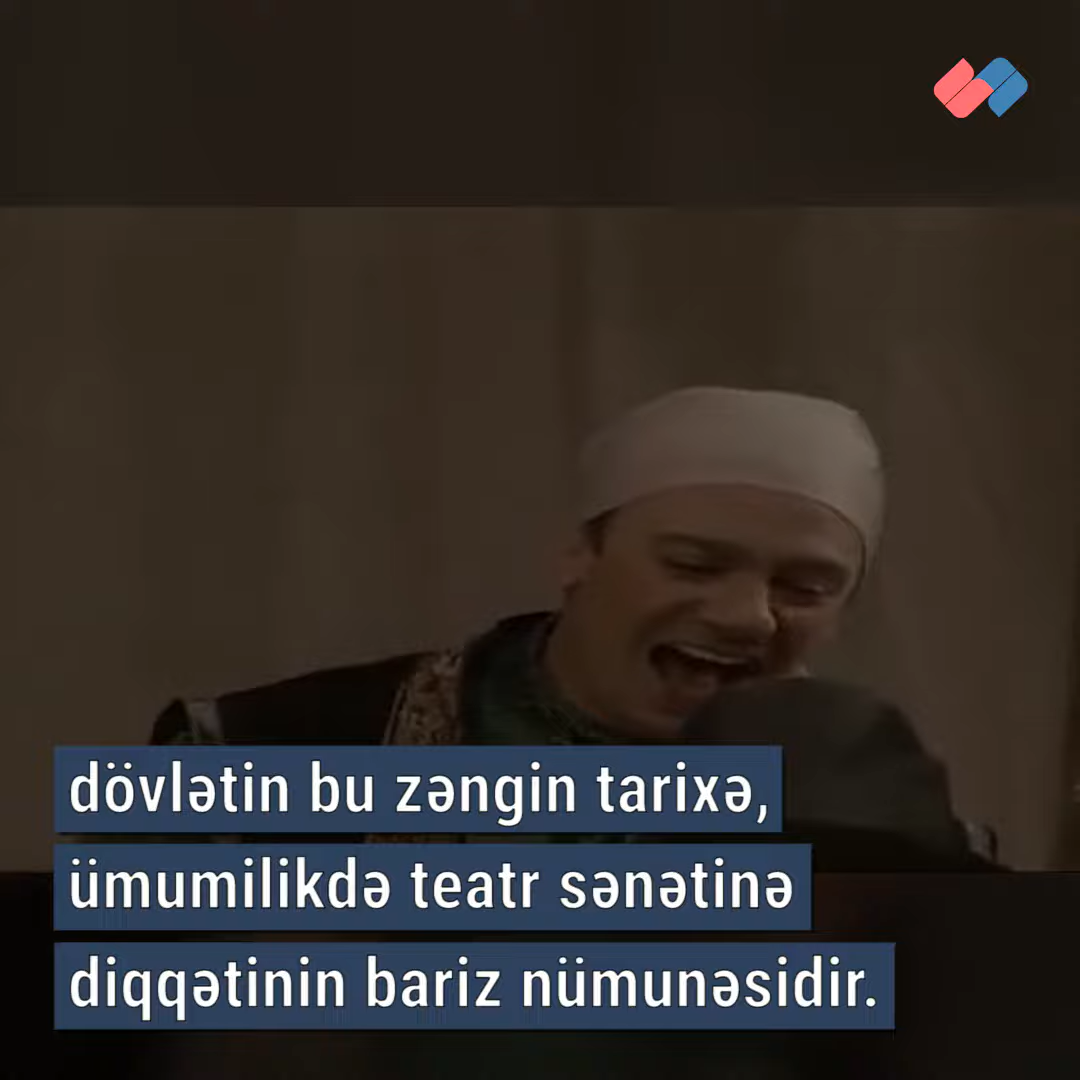 dövlətin bu zəngin tarixə,
ümumilikdə teatr sənətinə
diqqətinin bariz nümunəsidir.